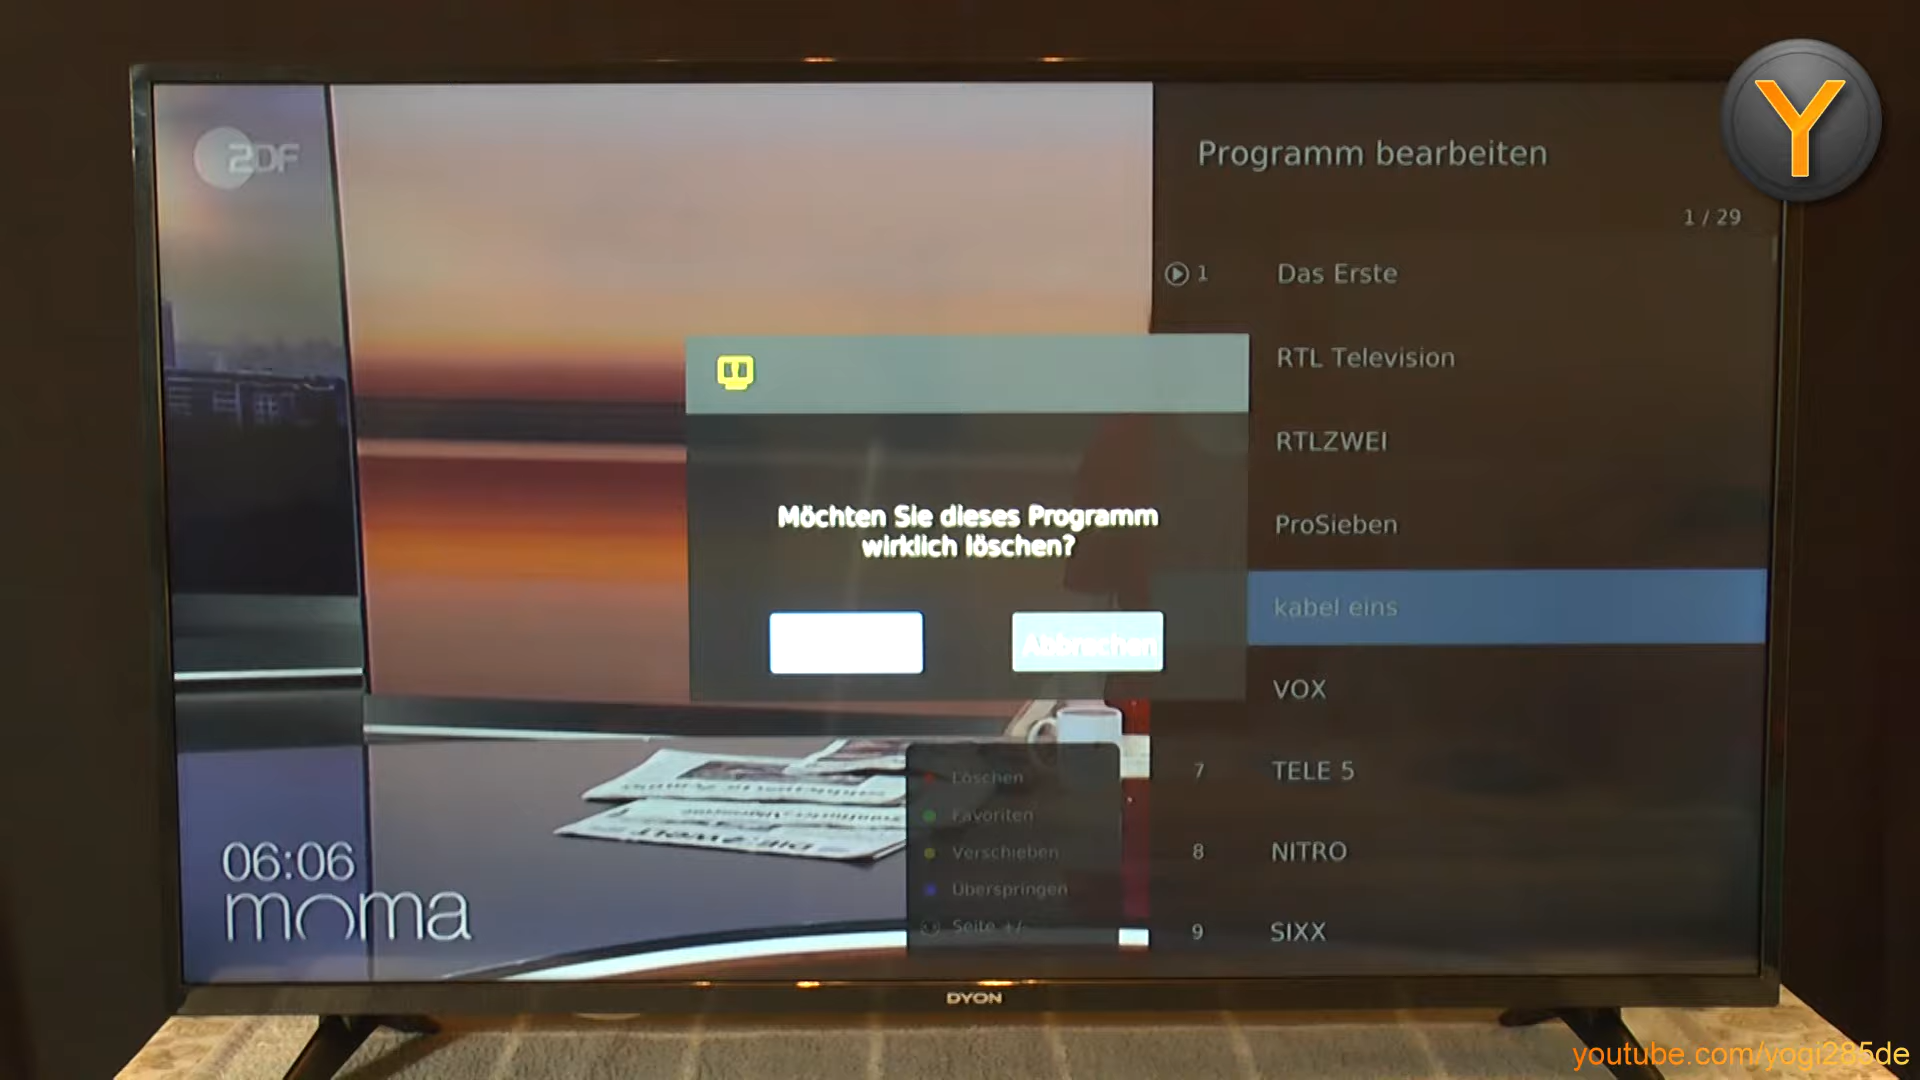 ZDF
Programm bearbeiten
1 / 29
1 Das Erste
RTL Television
RTLZWEI
ProSieben
kabel eins
VOX
7 TELE 5
8 NITRO
9 SIXX
Möchten Sie dieses Programm
wirklich löschen?
Abbrechen
Löschen
Favoriten
Verschieben
Überspringen
Seite +/-
06:06
moma
DYON
Y
youtube.com/yogi285de